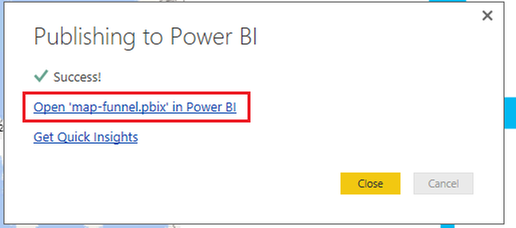 Publishing to Power BI
Success!
Open 'map-funnel.pbix' in Power BI
Get Quick Insights
Close
Cancel